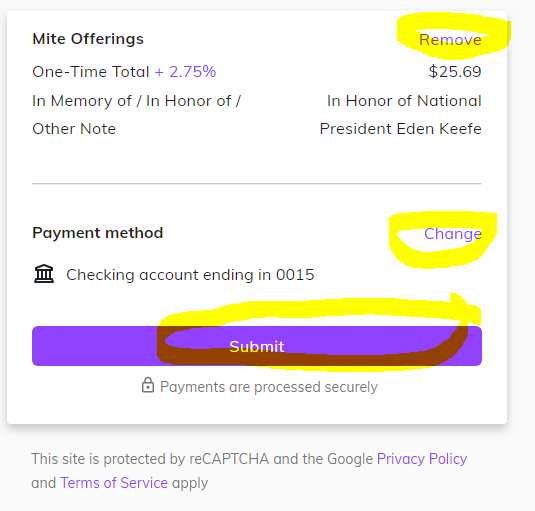 Mite Offerings Remove
One-Time Total + 2.75% $25.69
In Memory of / In Honor of / In Honor of National
Other Note President Eden Keefe
Payment method Change
Checking account ending in 0015
Submit
Payments are processed securely
This site is protected by reCAPTCHA and the Google Privacy Policy
and Terms of Service apply